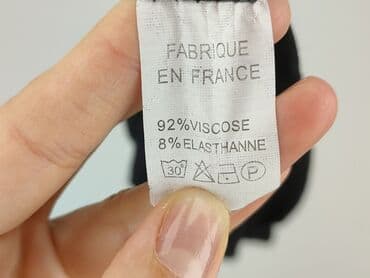 FABRIQUE
EN FRANCE
92%VISCOSE
8%ELASTHANNE
30°
P